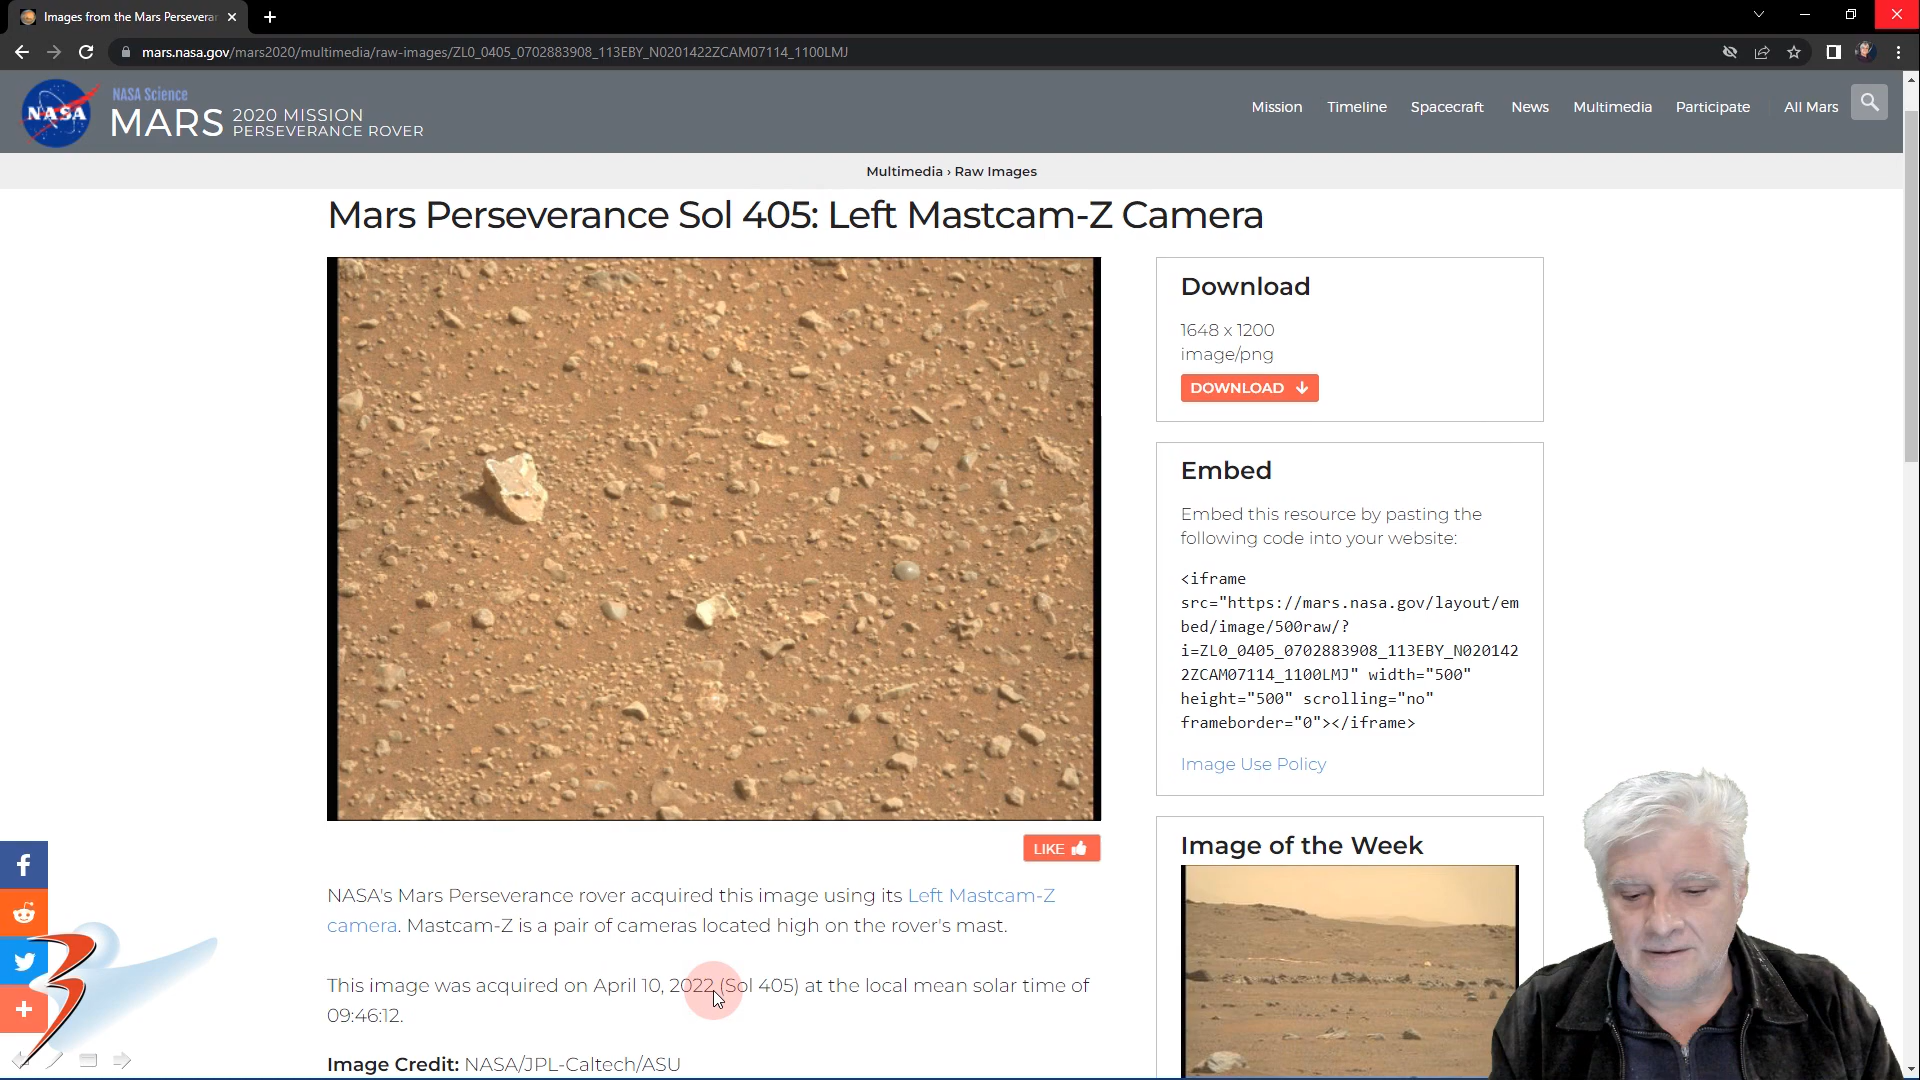 Images from the Mars Perseveran
mars.nasa.gov/mars2020/multimedia/raw-images/ZL0_0405_0702883908_113EBY_N0201422ZCAM07114_1100LMJ
NASA
NASA Science
MARS 2020 MISSION
PERSEVERANCE ROVER
Mission Timeline Spacecraft News Multimedia Participate All Mars
Multimedia › Raw Images
Mars Perseverance Sol 405: Left Mastcam-Z Camera
Download
1648 x 1200
image/png
DOWNLOAD
Embed
Embed this resource by pasting the
following code into your website:
<iframe
src="https://mars.nasa.gov/layout/em
bed/image/500raw/?
i=ZL0_0405_0702883908_113EBY_N020142
2ZCAM07114_1100LMJ" width="500"
height="500" scrolling="no"
frameborder="0"></iframe>
Image Use Policy
Image of the Week
LIKE
NASA's Mars Perseverance rover acquired this image using its Left Mastcam-Z
camera. Mastcam-Z is a pair of cameras located high on the rover's mast.
This image was acquired on April 10, 2022 (Sol 405) at the local mean solar time of
09:46:12.
Image Credit: NASA/JPL-Caltech/ASU